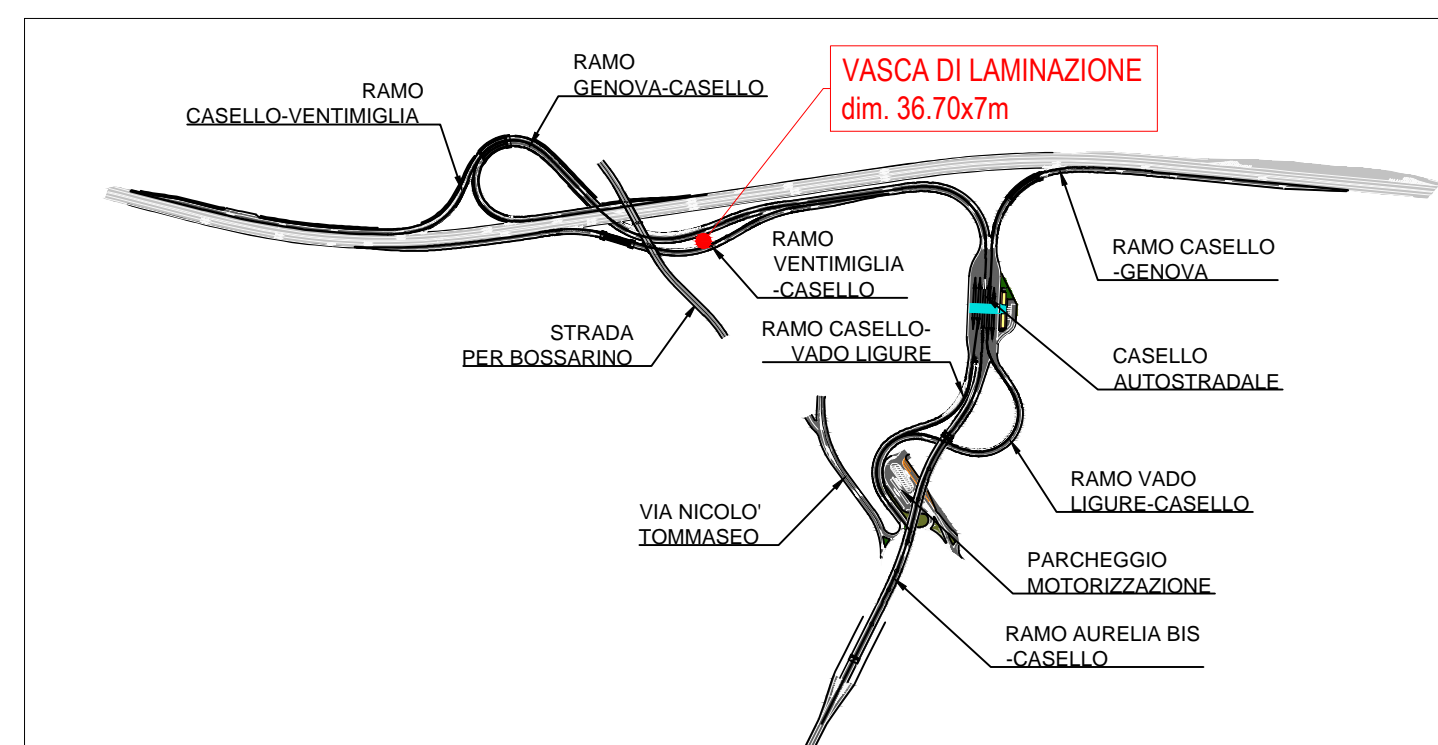 RAMO
CASELLO-VENTIMIGLIA
RAMO
GENOVA-CASELLO
VASCA DI LAMINAZIONE
dim. 36.70x7m
RAMO
VENTIMIGLIA
-CASELLO
RAMO CASELLO
-GENOVA
STRADA
PER BOSSARINO
RAMO CASELLO-
VADO LIGURE
CASELLO
AUTOSTRADALE
VIA NICOLO'
TOMMASEO
RAMO VADO
LIGURE-CASELLO
PARCHEGGIO
MOTORIZZAZIONE
RAMO AURELIA BIS
-CASELLO